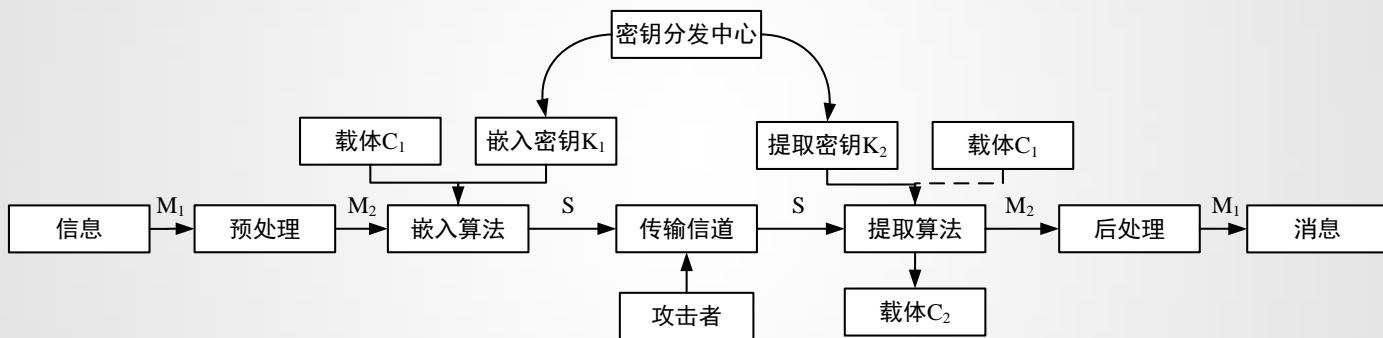 密钥分发中心
载体C₁
嵌入密钥K₁
提取密钥K₂
载体C₁
信息
M₁
预处理
M₂
嵌入算法
S
传输信道
S
提取算法
M₂
后处理
M₁
消息
攻击者
载体C₂